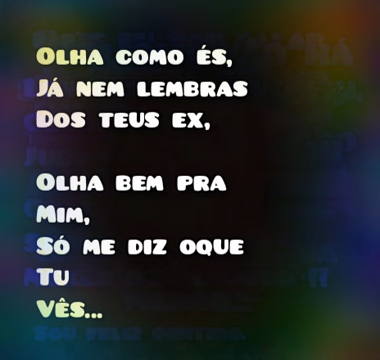 Olha como és,
Já nem lembras
Dos teus ex,
Olha bem pra
Mim,
Só me diz oque
Tu
Vês...